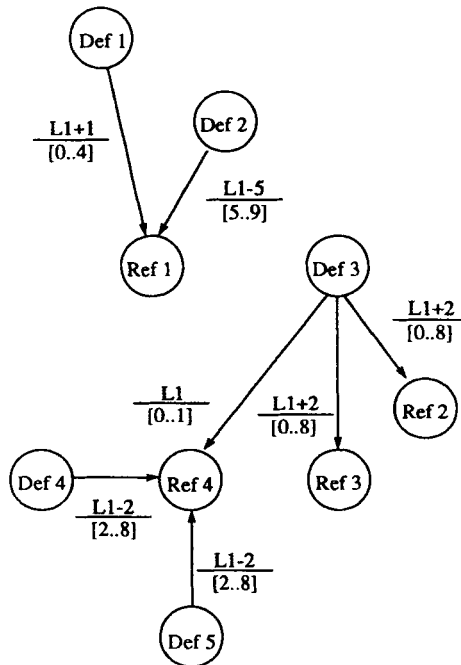 Def 1
Def 2
L1+1
[0..4]
L1-5
[5..9]
Ref 1
Def 3
L1+2
[0..8]
L1
[0..1]
L1+2
[0..8]
Ref 2
Def 4
Ref 4
Ref 3
L1-2
[2..8]
L1-2
[2..8]
Def 5